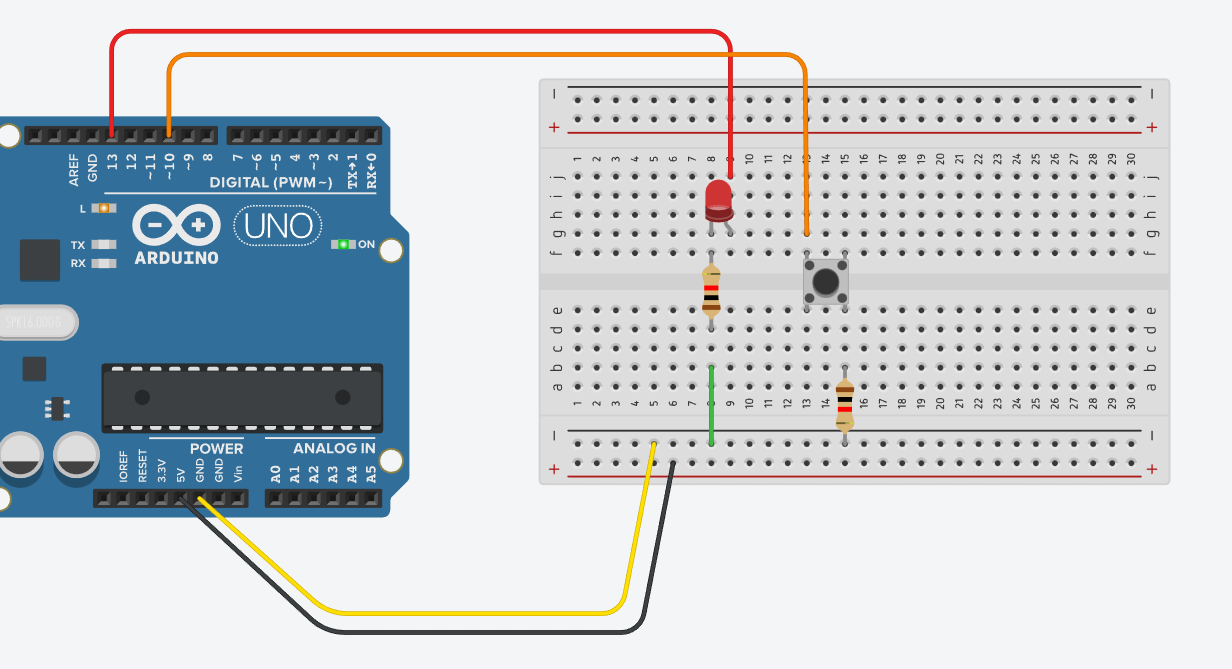 AREF
GND
13
12
~11
~10
~9
8
7
~6
~5
4
~3
2
TX→1
RX←0
DIGITAL (PWM~)
L
TX
RX
ARDUINO
UNO
ON
SPK16.000G
IOREF
RESET
3.3V
5V
GND
GND
Vin
POWER
ANALOG IN
A0
A1
A2
A3
A4
A5
− −
+ +
1 2 3 4 5 6 7 8 9 10 11 12 13 14 15 16 17 18 19 20 21 22 23 24 25 26 27 28 29 30
j j
i i
h h
g g
f f
e e
d d
c c
b b
a a
1 2 3 4 5 6 7 8 9 10 11 12 13 14 15 16 17 18 19 20 21 22 23 24 25 26 27 28 29 30
− −
+ +